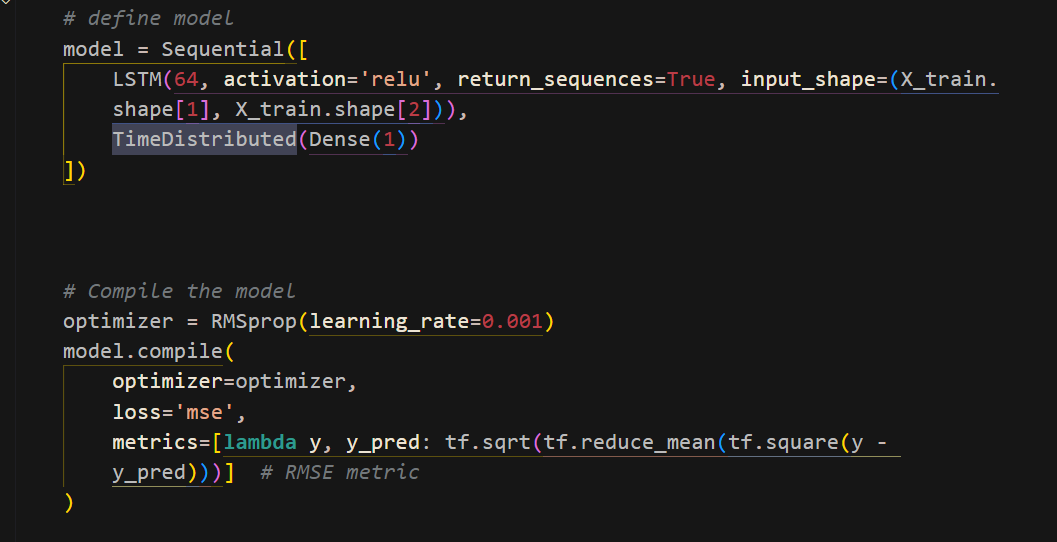 # define model
model = Sequential([
LSTM(64, activation='relu', return_sequences=True, input_shape=(X_train.
shape[1], X_train.shape[2])),
TimeDistributed(Dense(1))
])
# Compile the model
optimizer = RMSprop(learning_rate=0.001)
model.compile(
optimizer=optimizer,
loss='mse',
metrics=[lambda y, y_pred: tf.sqrt(tf.reduce_mean(tf.square(y -
y_pred)))]  # RMSE metric
)